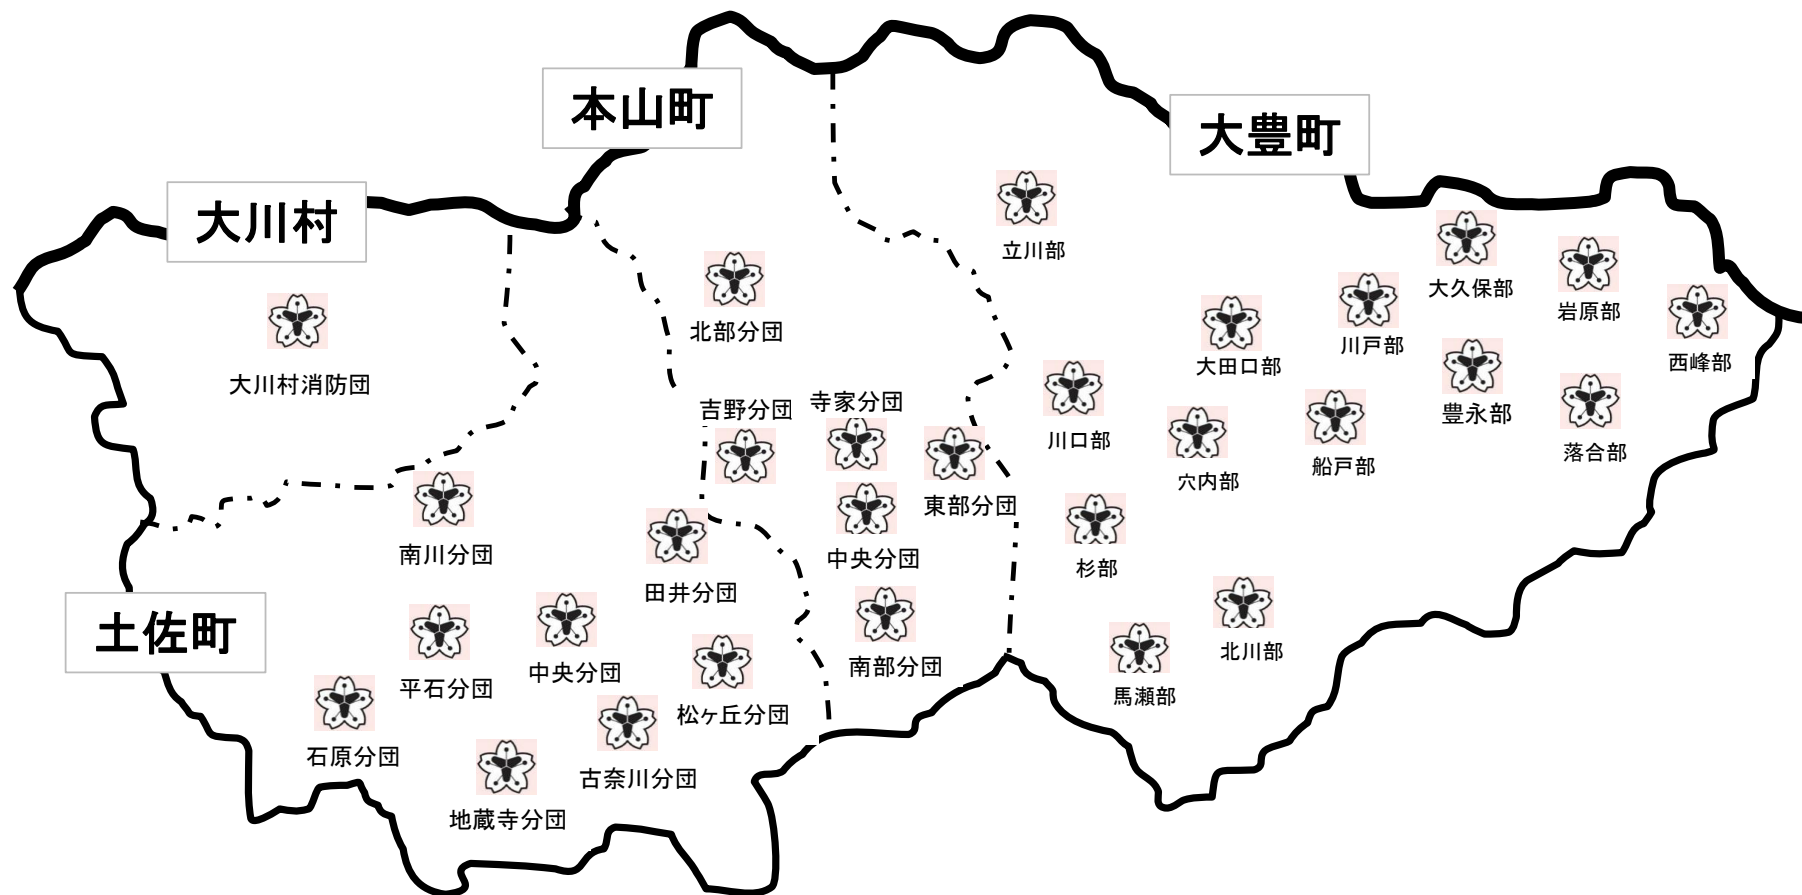 本山町
大豊町
大川村
立川部
北部分団
大久保部
岩原部
川戸部
西峰部
大田口部
大川村消防団
吉野分団
寺家分団
豊永部
川口部
落合部
船戸部
穴内部
東部分団
南川分団
中央分団
杉部
田井分団
土佐町
北川部
南部分団
中央分団
平石分団
馬瀬部
松ヶ丘分団
石原分団
古奈川分団
地蔵寺分団